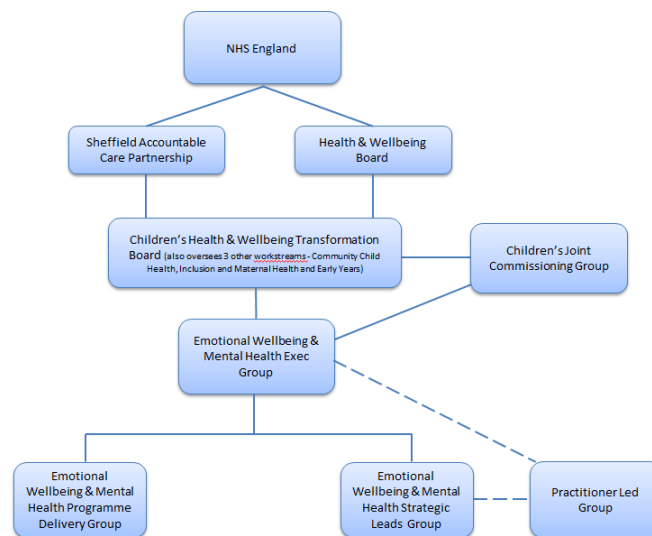 NHS England
Sheffield Accountable
Care Partnership
Health & Wellbeing
Board
Children's Health & Wellbeing Transformation
Board (also oversees 3 other workstreams - Community Child
Health, Inclusion and Maternal Health and Early Years)
Children's Joint
Commissioning Group
Emotional Wellbeing &
Mental Health Exec
Group
Emotional
Wellbeing & Mental
Health Programme
Delivery Group
Emotional
Wellbeing & Mental
Health Strategic
Leads Group
Practitioner Led
Group